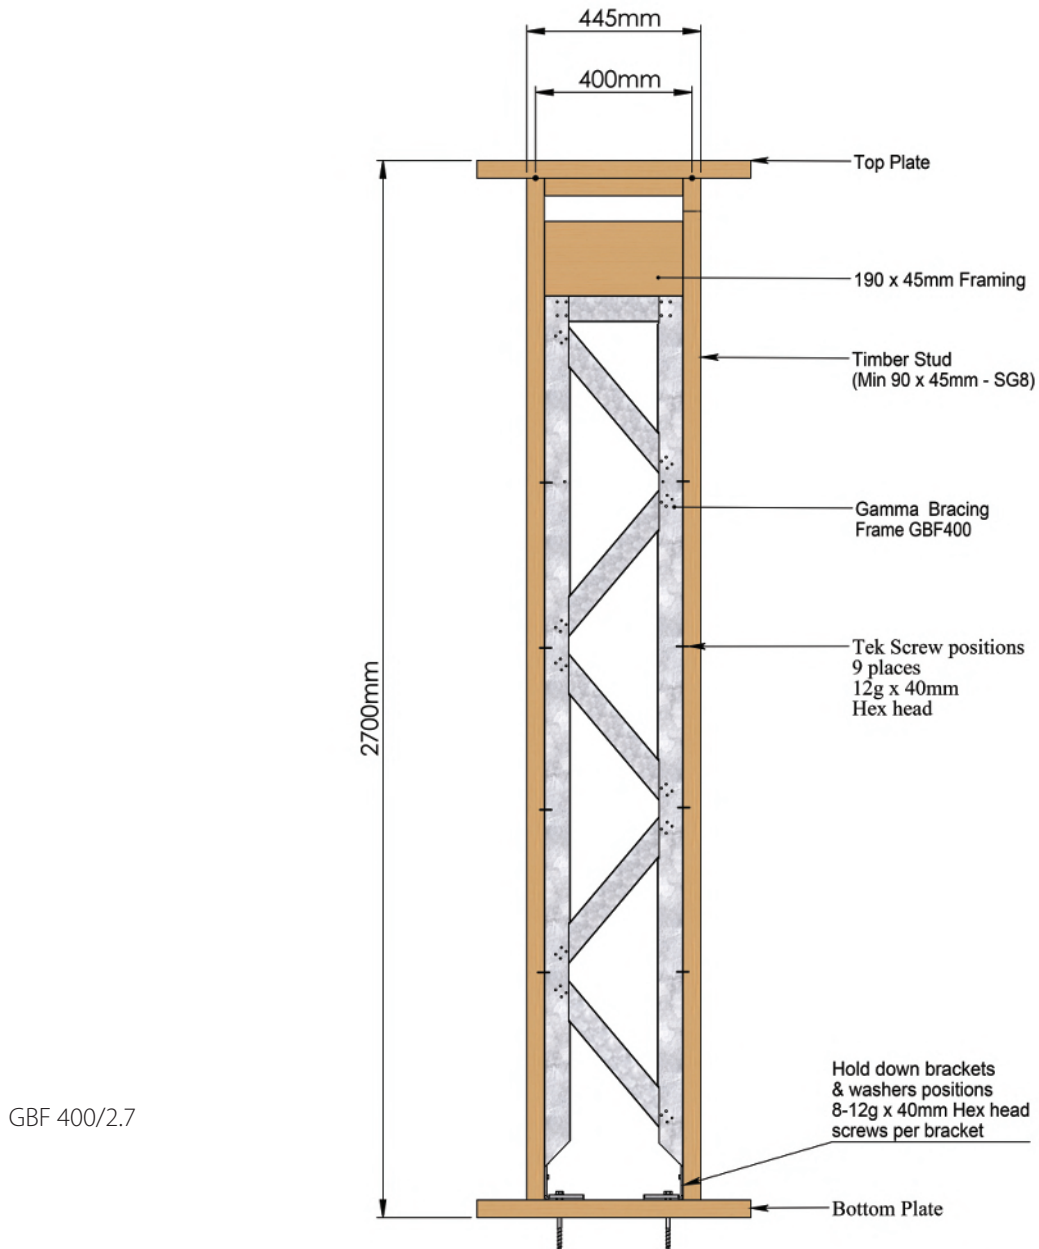 445mm
400mm
Top Plate
190 x 45mm Framing
Timber Stud
(Min 90 x 45mm - SG8)
Gamma Bracing
Frame GBF400
Tek Screw positions
9 places
12g x 40mm
Hex head
2700mm
Hold down brackets
& washers positions
8-12g x 40mm Hex head
screws per bracket
GBF 400/2.7
Bottom Plate